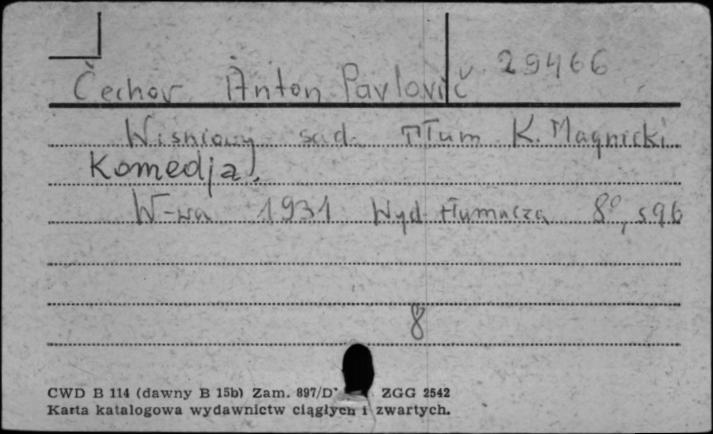 29466
Čechov Anton Pavlovič
Wiśniowy sad. Tłum K. Magnicki
Komedja).
W-wa 1931 Wyd. tłumacza 8º, s 96
8
CWD B 114 (dawny B 15b) Zam. 897/D ZGG 2542
Karta katalogowa wydawnictw ciągłych i zwartych.